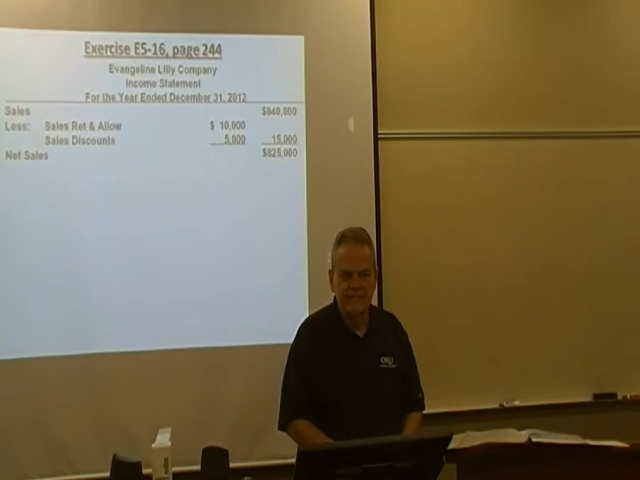 Exercise E5-16, page 244
Evangeline Lilly Company
Income Statement
For the Year Ended December 31, 2012
Sales $840,000
Less: Sales Ret & Allow $ 10,000
Sales Discounts 5,000 15,000
Net Sales $825,000
ORU